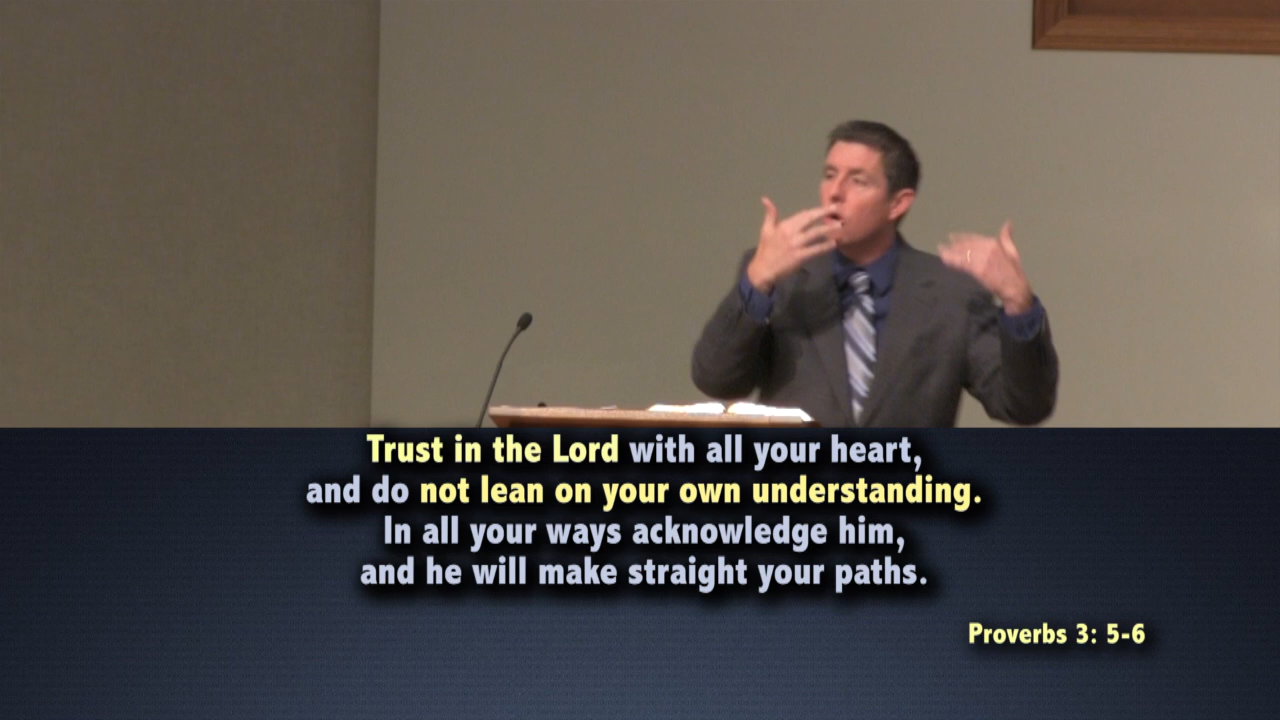 Trust in the Lord with all your heart,
and do not lean on your own understanding.
In all your ways acknowledge him,
and he will make straight your paths.
Proverbs 3: 5-6